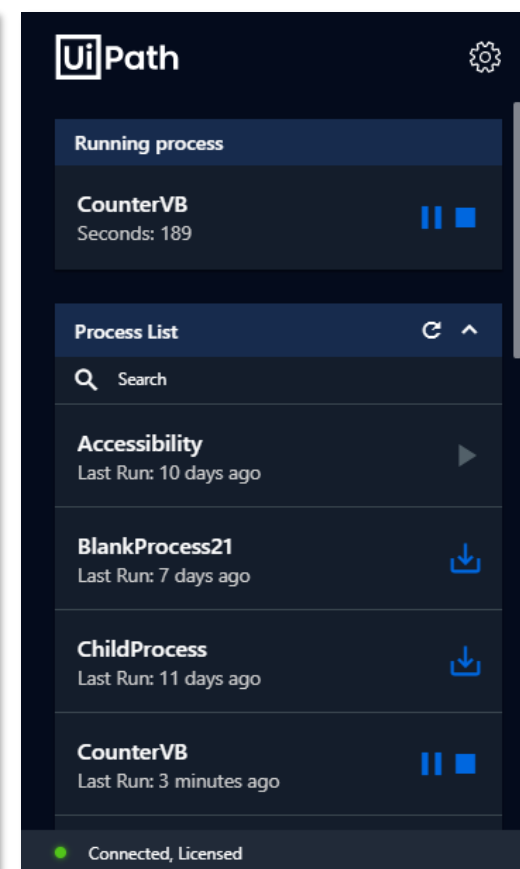 UiPath
Running process
CounterVB
Seconds: 189
Process List
Search
Accessibility
Last Run: 10 days ago
BlankProcess21
Last Run: 7 days ago
ChildProcess
Last Run: 11 days ago
CounterVB
Last Run: 3 minutes ago
Connected, Licensed